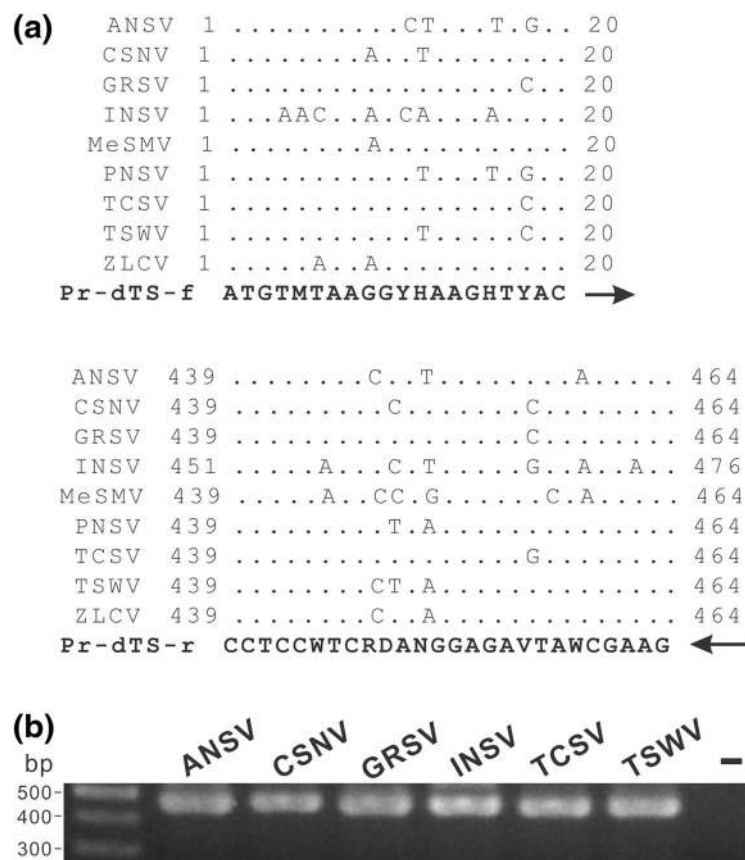 (a)
ANSV 1 ..........CT...T.G.. 20
CSNV 1 ........A..T........ 20
GRSV 1 .................C.. 20
INSV 1 ...AAC..A.CA...A.... 20
MeSMV 1 ........A........... 20
PNSV 1 ...........T...T.G.. 20
TCSV 1 .................C.. 20
TSWV 1 ...........T.....C.. 20
ZLCV 1 .....A..A........... 20
Pr-dTS-f ATGTMTAAGGYHAAGHTYAC
ANSV 439 ........C..T........A..... 464
CSNV 439 .........C.......C........ 464
GRSV 439 .................C........ 464
INSV 451 .....A...C.T.....G..A..A.. 476
MeSMV 439 .....A..CC.G......C.A..... 464
PNSV 439 .........T.A.............. 464
TCSV 439 .................G........ 464
TSWV 439 ........CT.A.............. 464
ZLCV 439 ........C..A.............. 464
Pr-dTS-r CCTCCWTCRDANGGAGAVTAWCGAAG
(b)
bp ANSV CSNV GRSV INSV TCSV TSWV –
500-
400-
300-